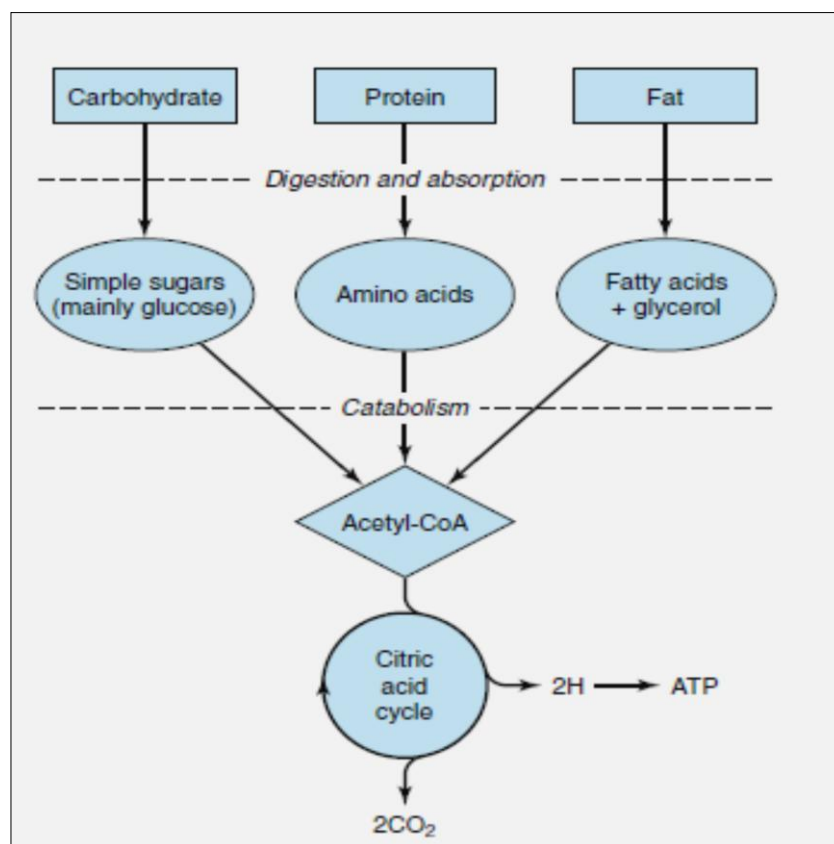 Carbohydrate
Protein
Fat
Digestion and absorption
Simple sugars
(mainly glucose)
Amino acids
Fatty acids
+ glycerol
Catabolism
Acetyl-CoA
Citric
acid
cycle
2H
ATP
2CO₂